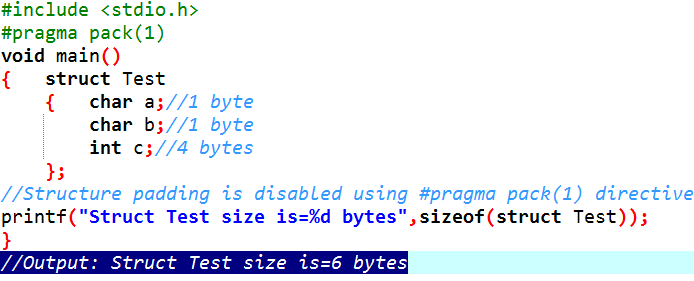 #include <stdio.h>
#pragma pack(1)
void main()
{   struct Test
    {   char a;//1 byte
        char b;//1 byte
        int c;//4 bytes
    };
//Structure padding is disabled using #pragma pack(1) directive
printf("Struct Test size is=%d bytes",sizeof(struct Test));
}
//Output: Struct Test size is=6 bytes